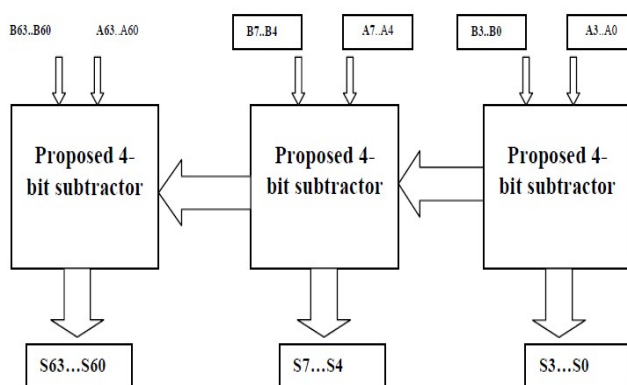 B63..B60 A63..A60 B7..B4 A7..A4 B3..B0 A3..A0
Proposed 4-
bit subtractor
Proposed 4-
bit subtractor
Proposed 4-
bit subtractor
S63...S60 S7...S4 S3...S0